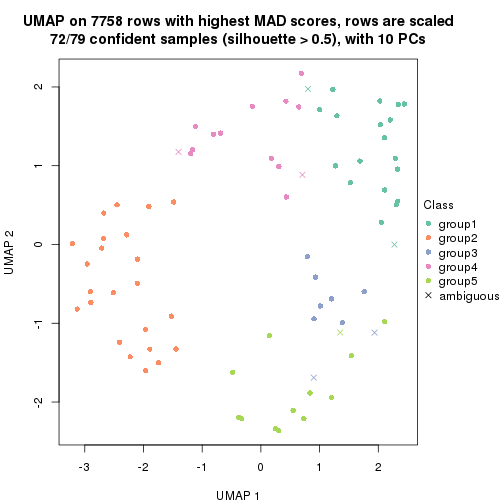 UMAP on 7758 rows with highest MAD scores, rows are scaled
72/79 confident samples (silhouette > 0.5), with 10 PCs
2
1
0
-1
-2
UMAP 2
-3
-2
-1
0
1
2
UMAP 1
Class
group1
group2
group3
group4
group5
ambiguous